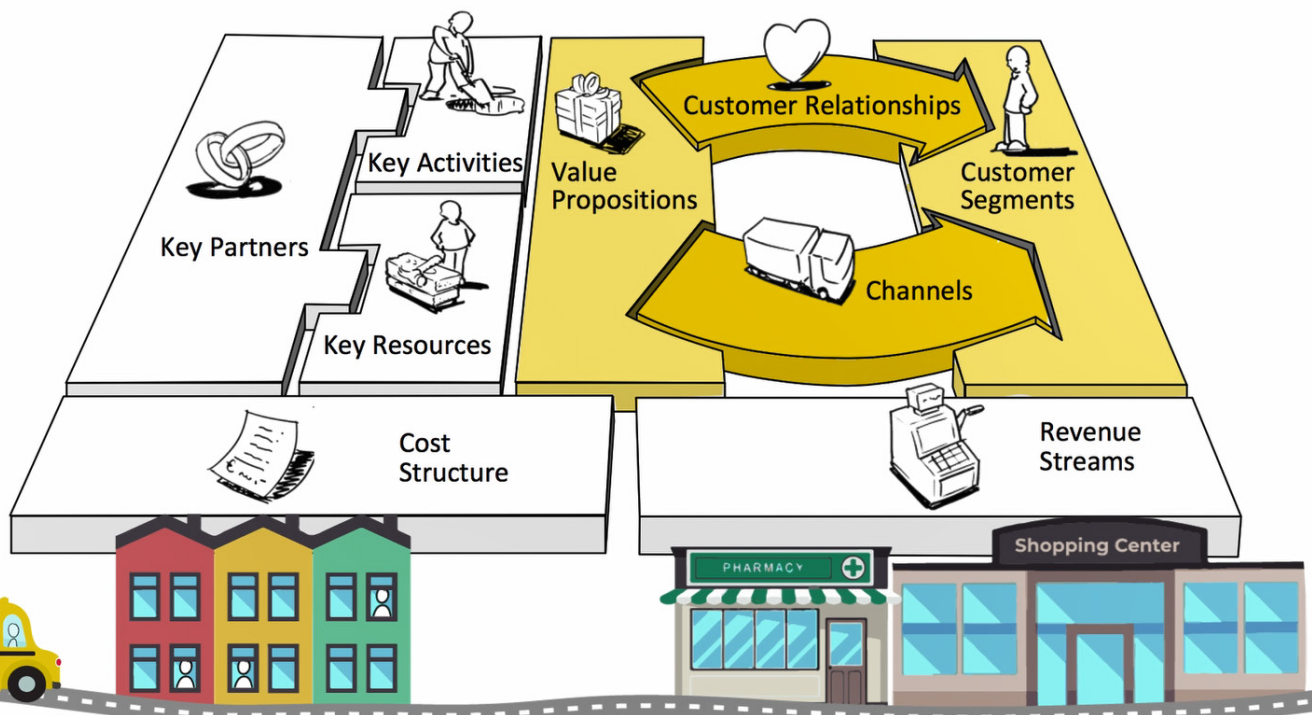 Customer Relationships
Key Activities
Value
Propositions
Customer
Segments
Key Partners
Channels
Key Resources
Cost
Structure
Revenue
Streams
PHARMACY
Shopping Center